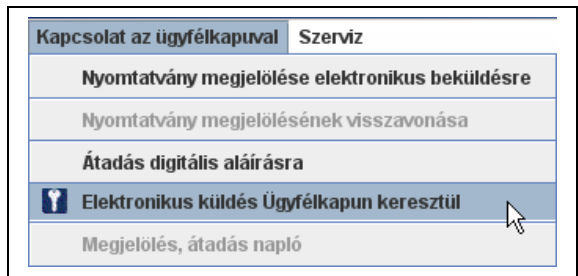 Kapcsolat az ügyfélkapuval Szerviz
Nyomtatvány megjelölése elektronikus beküldésre
Nyomtatvány megjelölésének visszavonása
Átadás digitális aláírásra
Elektronikus küldés Ügyfélkapun keresztül
Megjelölés, átadás napló